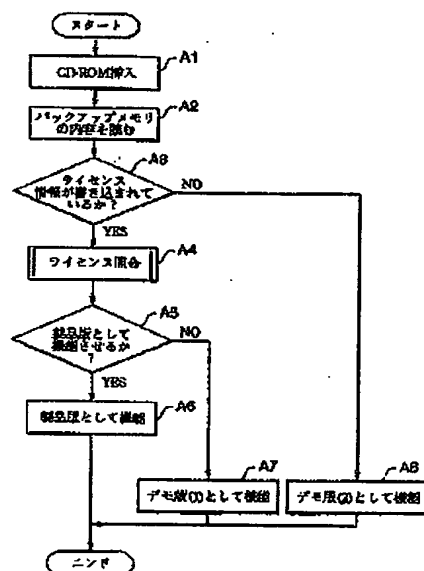 スタート
A1
CD-ROM挿入
A2
バックアップメモリ
の内容を読む
ライセンス
情報が書き込まれて
いるか？
NO
YES
A4
ライセンス照合
A5
製品版として
機能させるか
？
NO
YES
A6
製品版として機能
A7
デモ版(1)として機能
デモ版(2)として機能
エンド